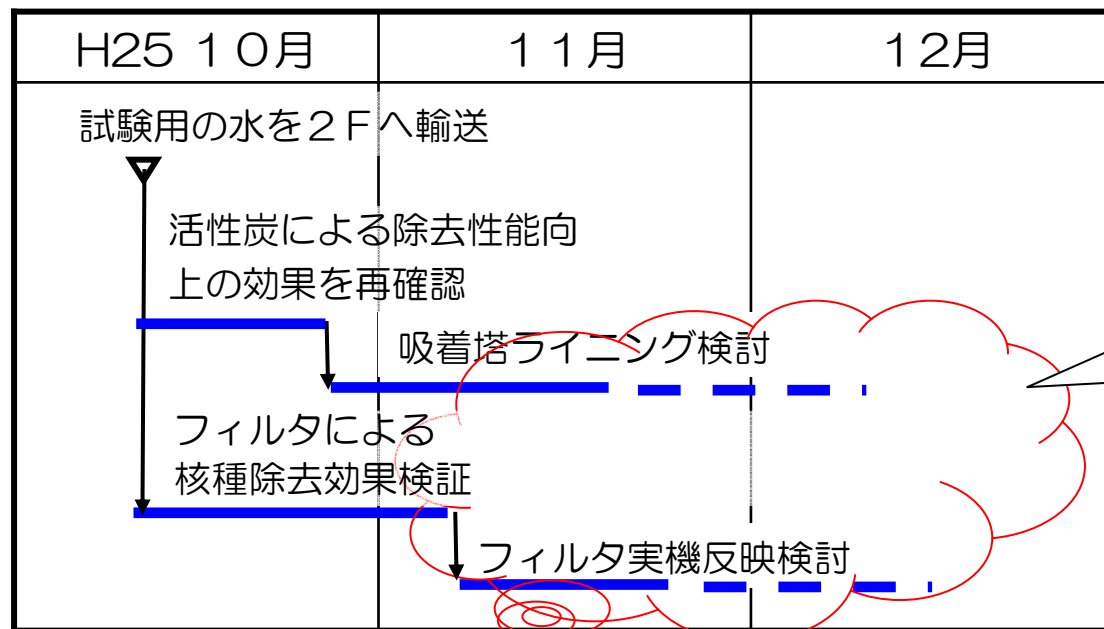 H25 １０月
１１月
１2月
試験用の水を２Ｆへ輸送
活性炭による除去性能向
上の効果を再確認
吸着塔ライニング検討
フィルタによる
核種除去効果検証
フィルタ実機反映検討